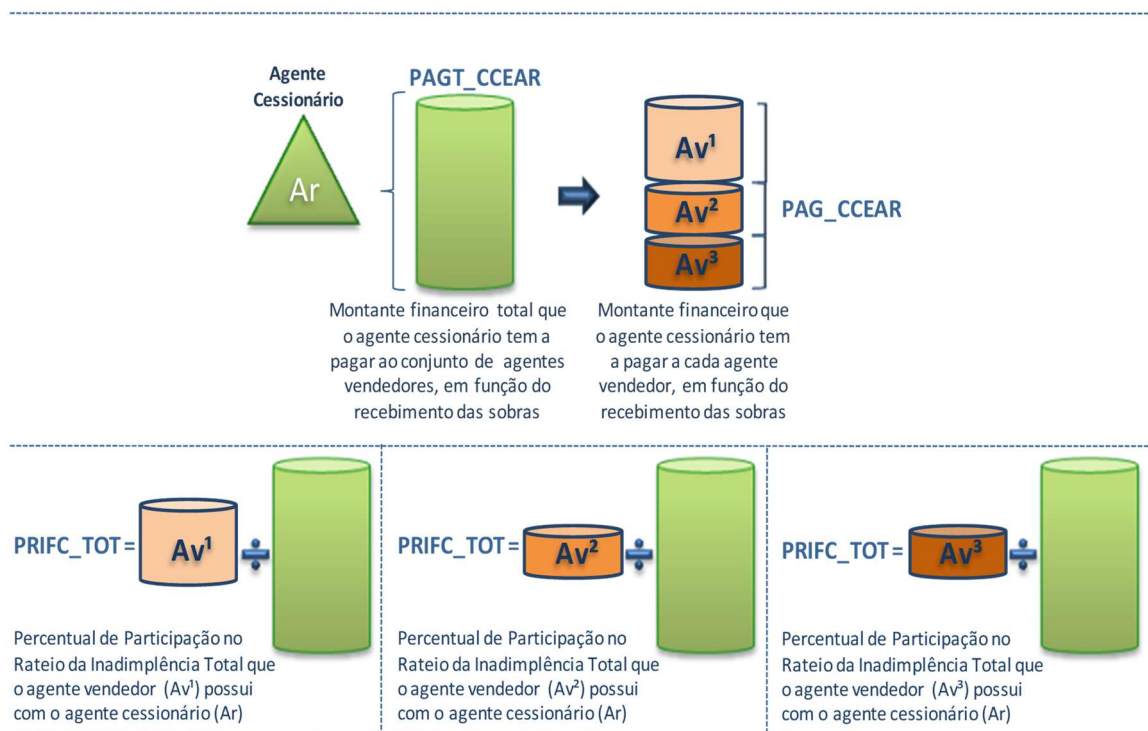 Agente
Cessionário
Ar
PAGT_CCEAR
Av¹
Av²
Av³
PAG_CCEAR
Montante financeiro total que
o agente cessionário tem a
pagar ao conjunto de agentes
vendedores, em função do
recebimento das sobras
Montante financeiro que
o agente cessionário tem
a pagar a cada agente
vendedor, em função do
recebimento das sobras
PRIFC_TOT= Av¹ ÷
Percentual de Participação no
Rateio da Inadimplência Total que
o agente vendedor (Av¹) possui
com o agente cessionário (Ar)
PRIFC_TOT= Av² ÷
Percentual de Participação no
Rateio da Inadimplência Total que
o agente vendedor (Av²) possui
com o agente cessionário (Ar)
PRIFC_TOT= Av³ ÷
Percentual de Participação no
Rateio da Inadimplência Total que
o agente vendedor (Av³) possui
com o agente cessionário (Ar)